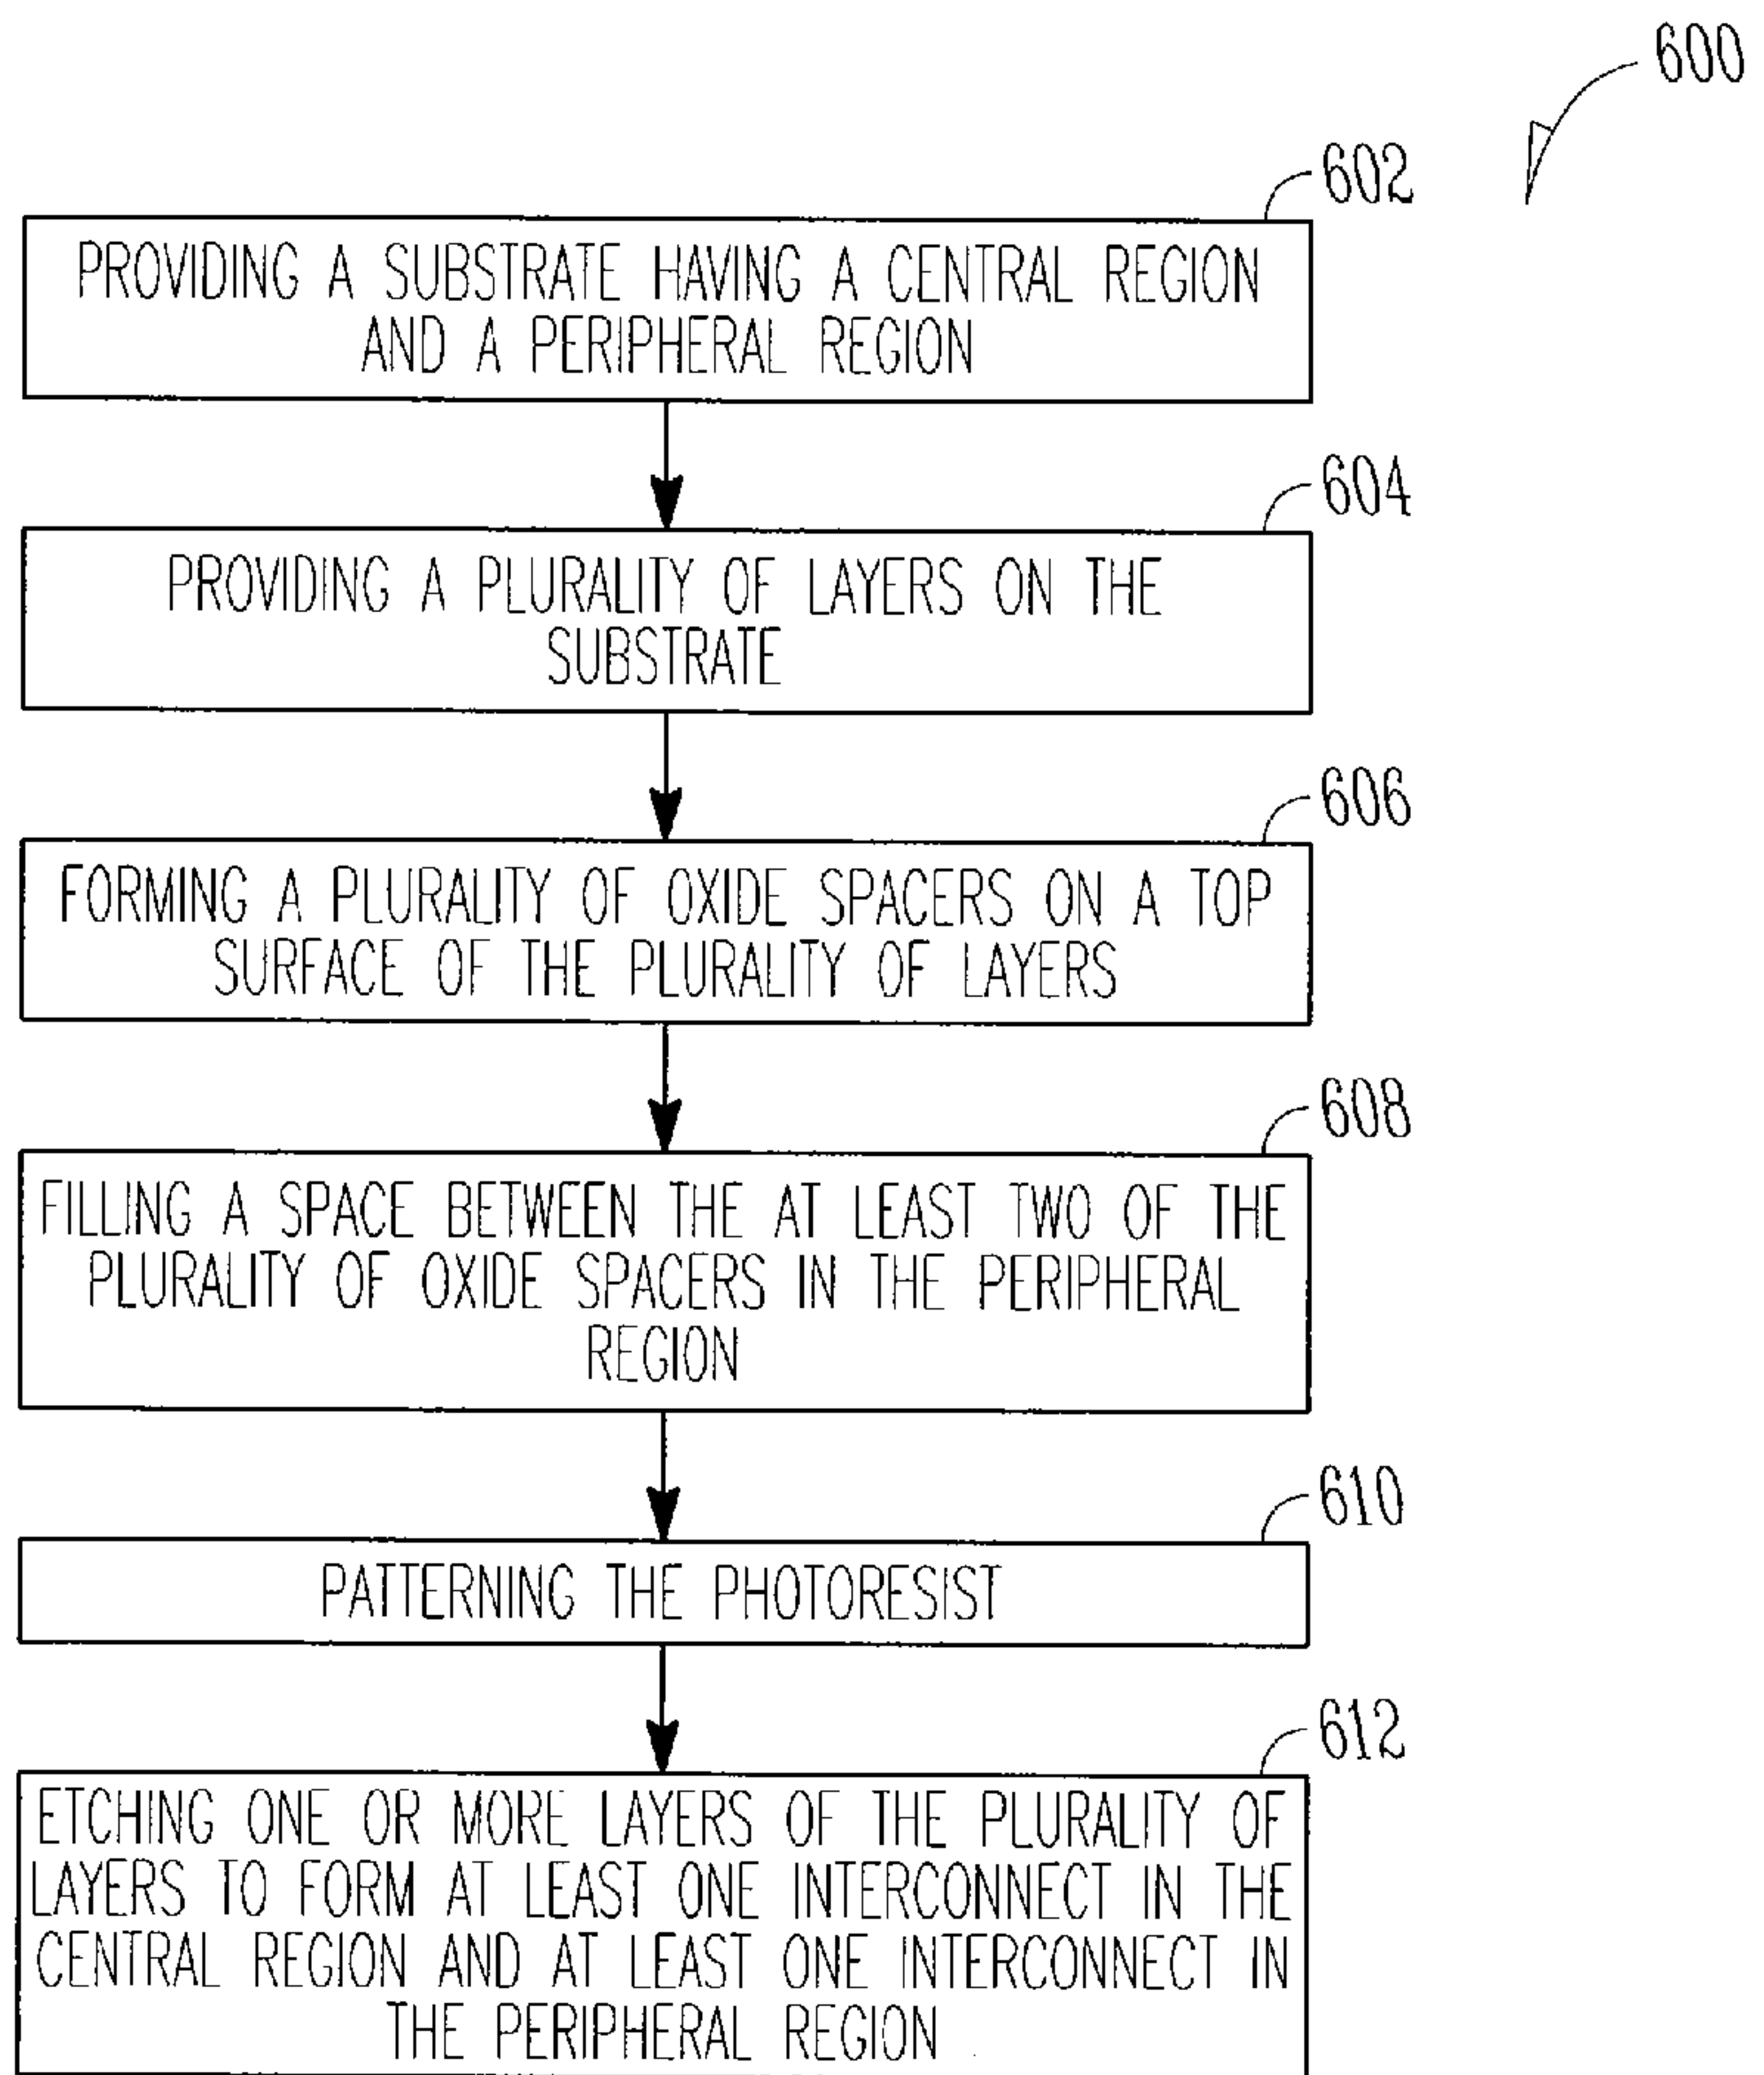 600
602
PROVIDING A SUBSTRATE HAVING A CENTRAL REGION
AND A PERIPHERAL REGION
604
PROVIDING A PLURALITY OF LAYERS ON THE
SUBSTRATE
606
FORMING A PLURALITY OF OXIDE SPACERS ON A TOP
SURFACE OF THE PLURALITY OF LAYERS
608
FILLING A SPACE BETWEEN THE AT LEAST TWO OF THE
PLURALITY OF OXIDE SPACERS IN THE PERIPHERAL
REGION
610
PATTERNING THE PHOTORESIST
612
ETCHING ONE OR MORE LAYERS OF THE PLURALITY OF
LAYERS TO FORM AT LEAST ONE INTERCONNECT IN THE
CENTRAL REGION AND AT LEAST ONE INTERCONNECT IN
THE PERIPHERAL REGION